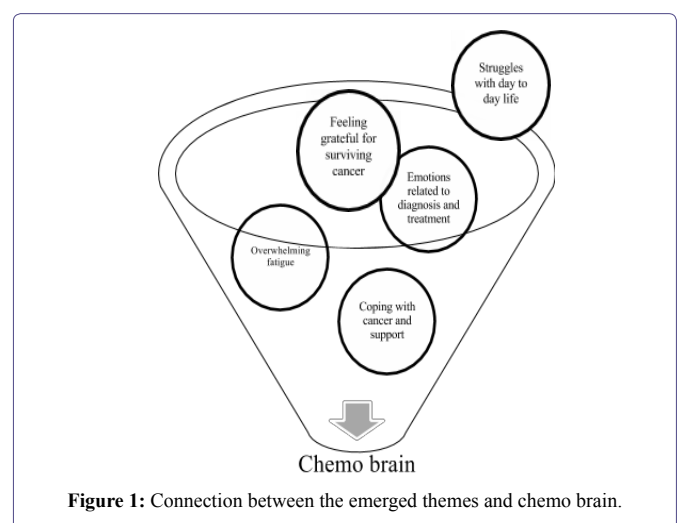 Struggles
with day to
day life
Feeling
grateful for
surviving
cancer
Emotions
related to
diagnosis and
treatment
Overwhelming
fatigue
Coping with
cancer and
support
Chemo brain
Figure 1: Connection between the emerged themes and chemo brain.